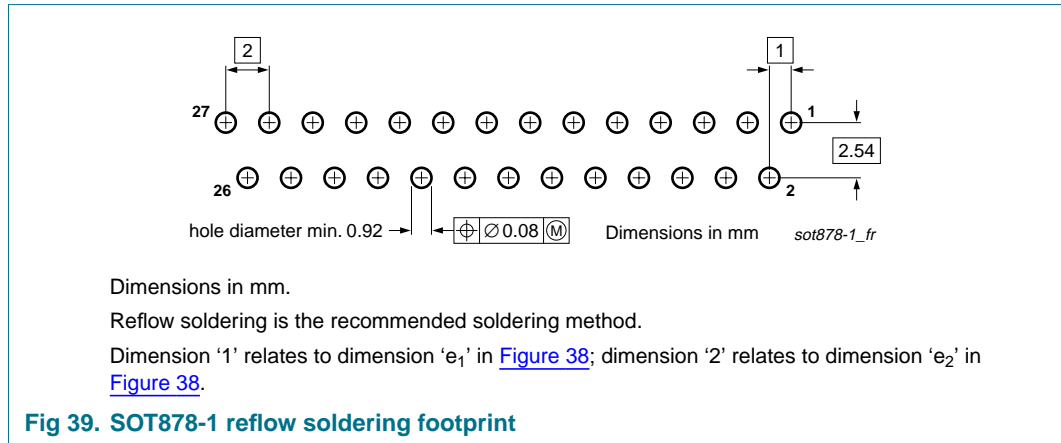 2
1
27
1
2.54
26
2
hole diameter min. 0.92
⌖ ∅ 0.08 Ⓜ
Dimensions in mm
sot878-1_fr
Dimensions in mm.
Reflow soldering is the recommended soldering method.
Dimension ‘1’ relates to dimension ‘e₁’ in Figure 38; dimension ‘2’ relates to dimension ‘e₂’ in
Figure 38.
Fig 39. SOT878-1 reflow soldering footprint